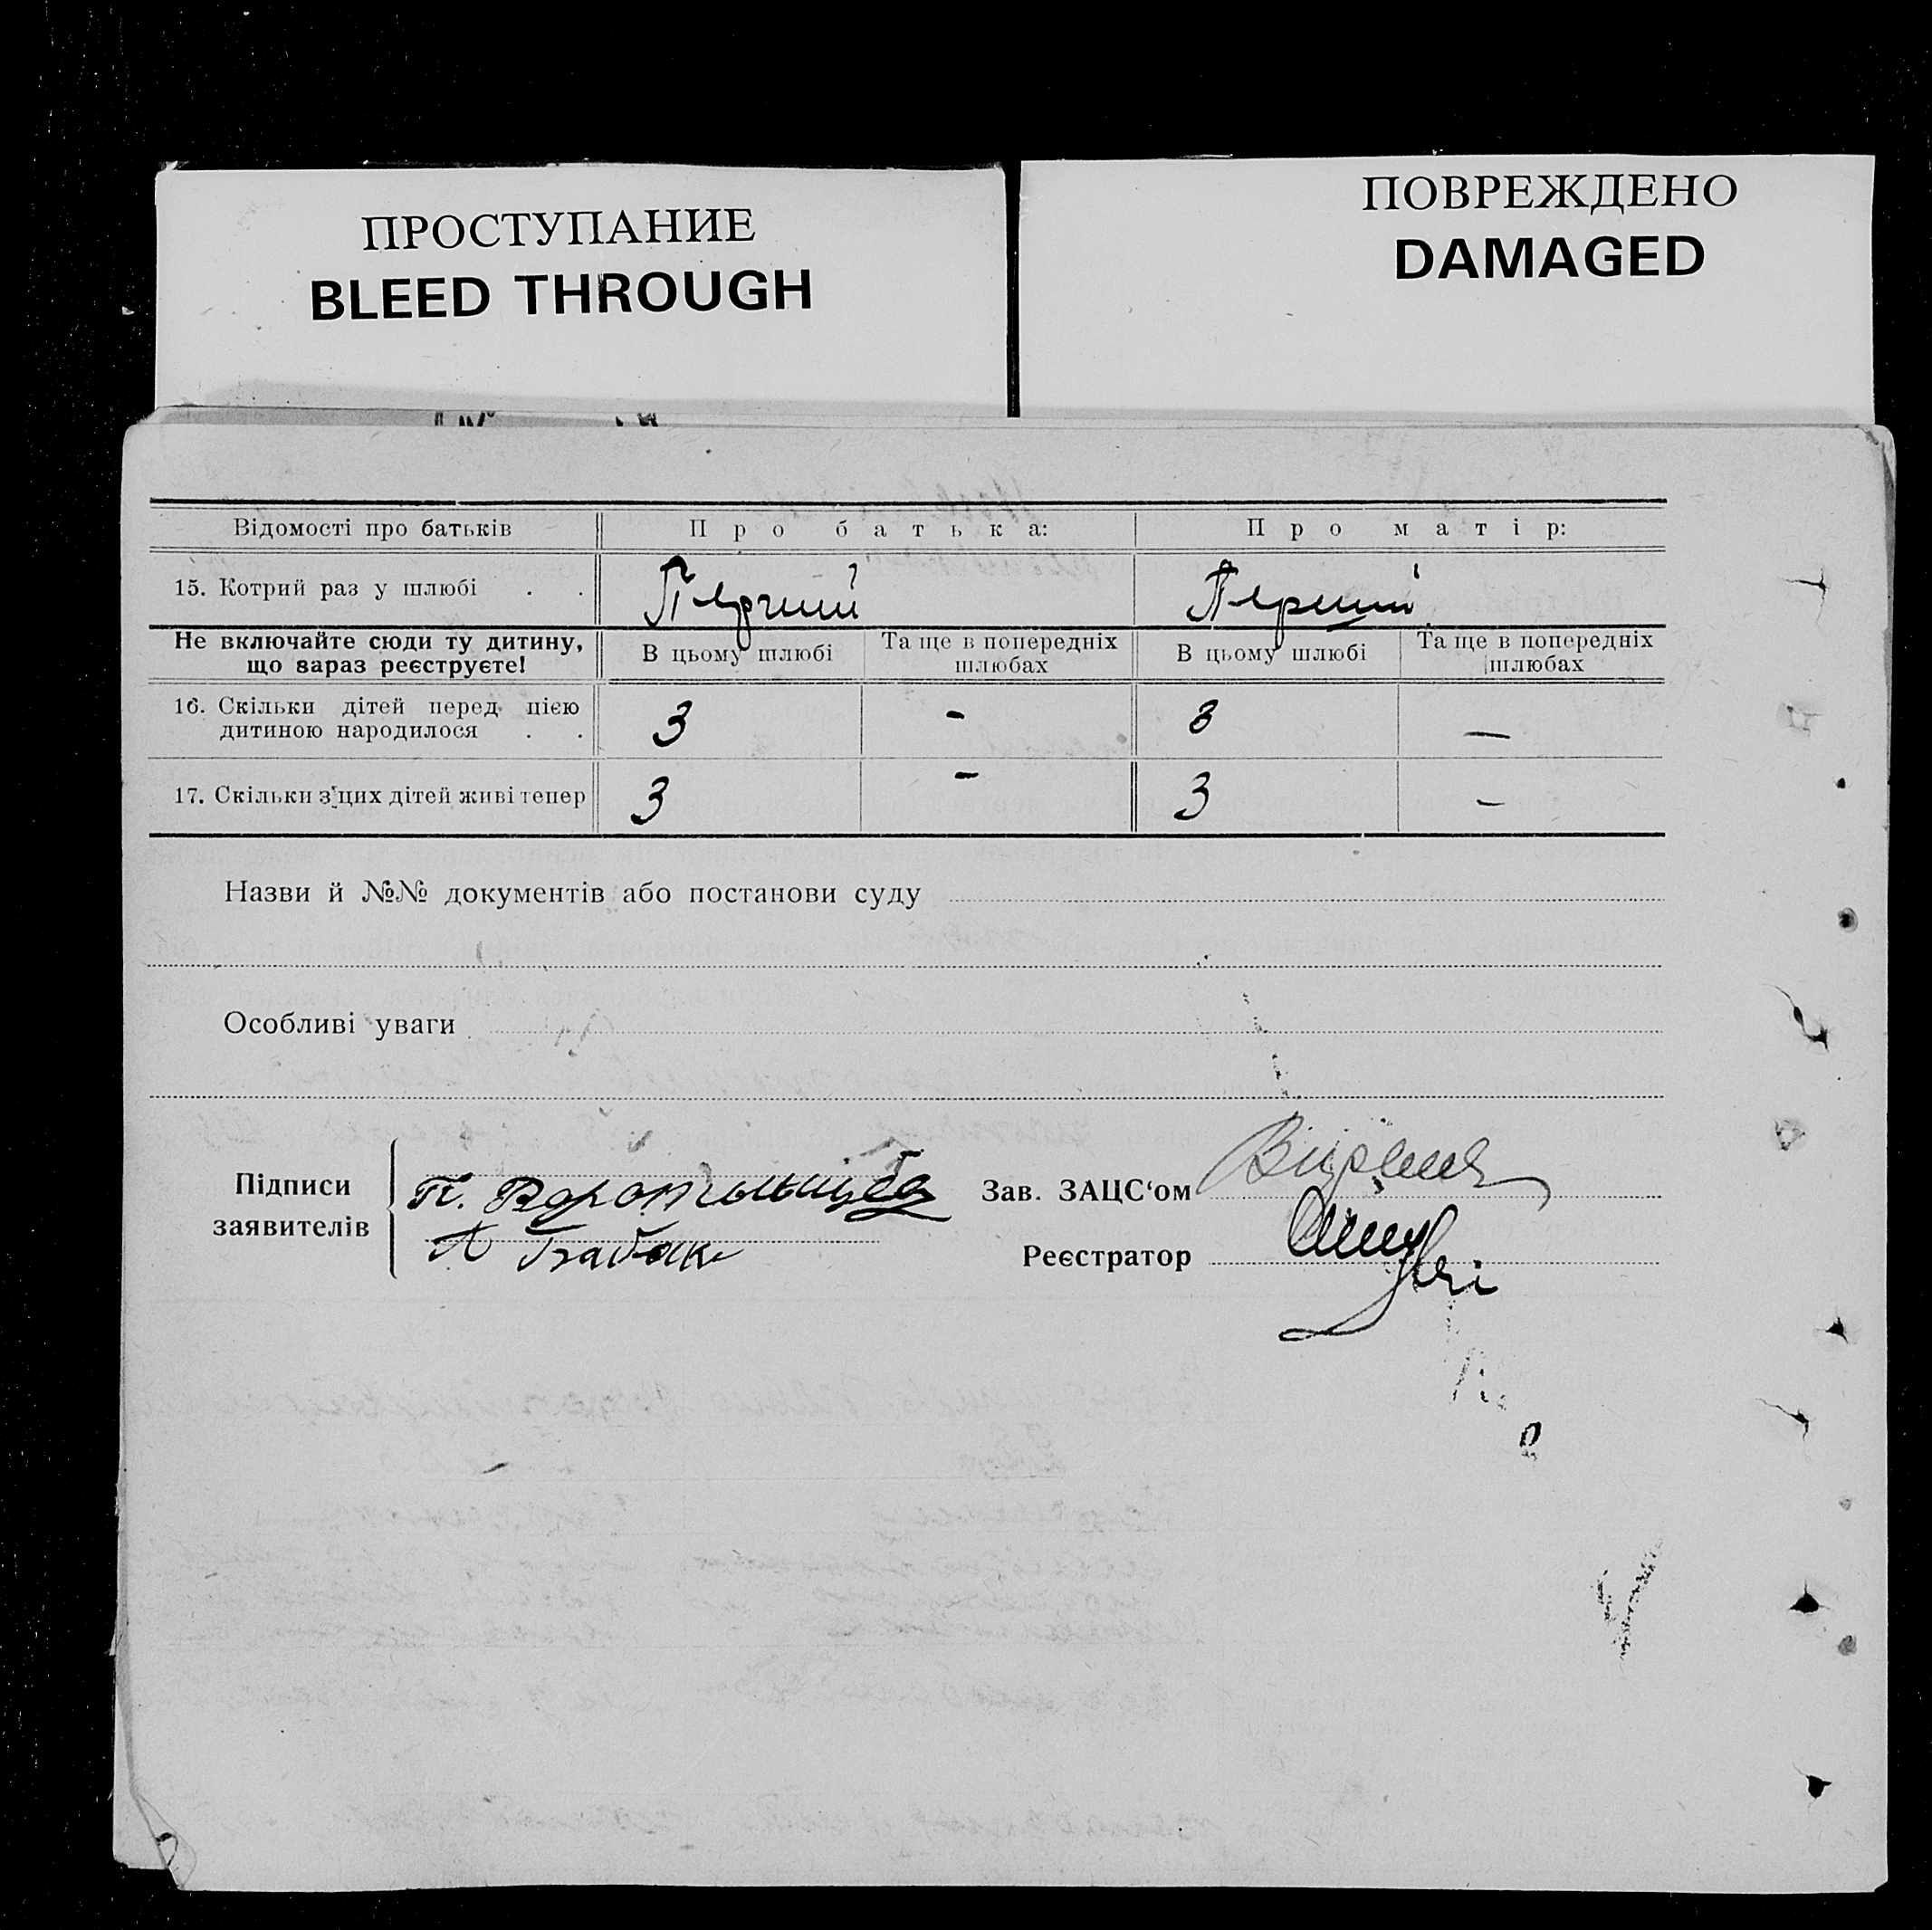 ПРОСТУПАНИЕ
BLEED THROUGH
ПОВРЕЖДЕНО
DAMAGED
Відомості про батьків Про батька: Про матір:
15. Котрий раз у шлюбі . . Перший Перший
Не включайте сюди ту дитину, що вараз реєструєте! В цьому шлюбі Та ще в попередніх шлюбах В цьому шлюбі Та ще в попередніх шлюбах
16. Скільки дітей перед цією
дитиною народилося . . 3 - 3 —
17. Скільки з'цих дітей живі тепер 3 - 3 —
Назви й №№ документів або постанови суду
Особливі уваги
Підписи
заявителів
П.
А Бабак
Зав. ЗАЦС‘ом
Реєстратор